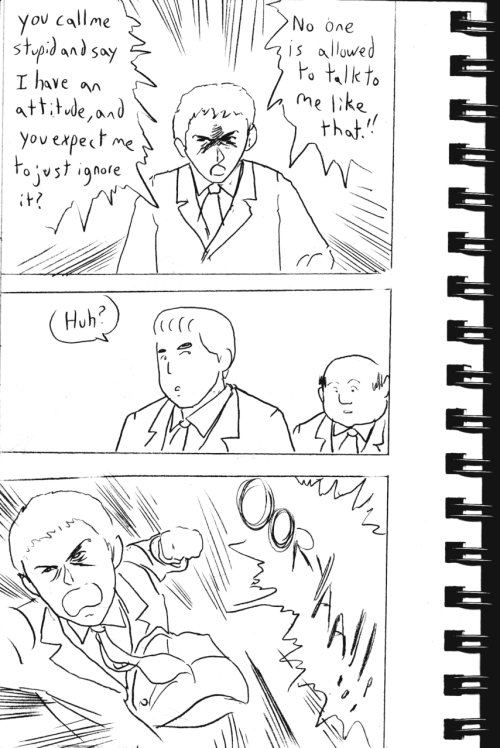 you call me
stupid and say
I have an
attitude, and
you expect me
to just ignore
it?
No one
is allowed
to talk to
me like
that!!
Huh?
OORYAA!!